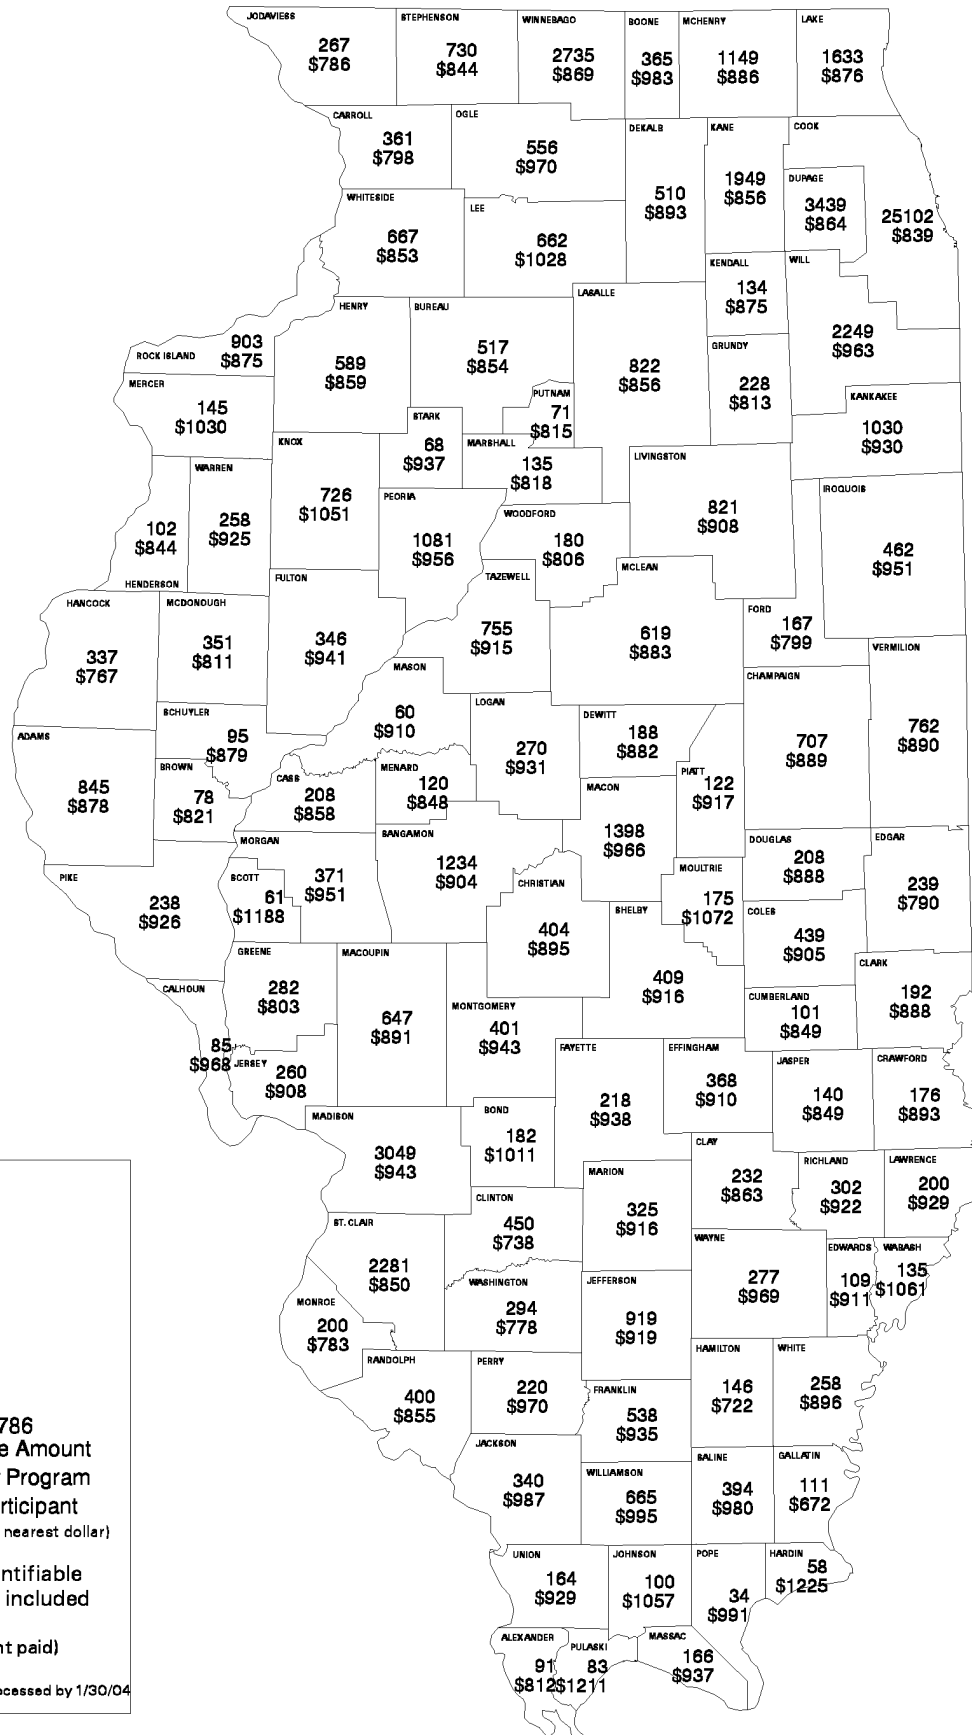 JODAVIESS
267
$786
STEPHENSON
730
$844
WINNEBAGO
2735
$869
BOONE
365
$983
MCHENRY
1149
$886
LAKE
1633
$876
CARROLL
361
$798
OGLE
556
$970
DEKALB
510
$893
KANE
1949
$856
COOK
25102
$839
DUPAGE
3439
$864
WHITESIDE
667
$853
LEE
662
$1028
KENDALL
134
$875
WILL
2249
$963
LASALLE
822
$856
HENRY
589
$859
BUREAU
517
$854
ROCK ISLAND
903
$875
GRUNDY
228
$813
MERCER
145
$1030
PUTNAM
71
$815
KANKAKEE
1030
$930
STARK
68
$937
KNOX
726
$1051
MARSHALL
135
$818
LIVINGSTON
821
$908
WARREN
258
$925
102
$844
HENDERSON
PEORIA
1081
$956
IROQUOIS
462
$951
WOODFORD
180
$806
MCLEAN
619
$883
TAZEWELL
755
$915
FULTON
346
$941
HANCOCK
337
$767
MCDONOUGH
351
$811
FORD
167
$799
VERMILION
762
$890
MASON
60
$910
CHAMPAIGN
707
$889
SCHUYLER
95
$879
LOGAN
270
$931
DEWITT
188
$882
ADAMS
845
$878
BROWN
78
$821
CASS
208
$858
MENARD
120
$848
MACON
1398
$966
PIATT
122
$917
MORGAN
371
$951
SANGAMON
1234
$904
DOUGLAS
208
$888
EDGAR
239
$790
PIKE
238
$926
SCOTT
61
$1188
CHRISTIAN
404
$895
MOULTRIE
175
$1072
SHELBY
409
$916
COLES
439
$905
GREENE
282
$803
MACOUPIN
647
$891
CLARK
192
$888
CALHOUN
85
$968
MONTGOMERY
401
$943
CUMBERLAND
101
$849
JERSEY
260
$908
FAYETTE
218
$938
EFFINGHAM
368
$910
JASPER
140
$849
CRAWFORD
176
$893
MADISON
3049
$943
BOND
182
$1011
CLAY
232
$863
RICHLAND
302
$922
LAWRENCE
200
$929
MARION
325
$916
CLINTON
450
$738
ST. CLAIR
2281
$850
WAYNE
277
$969
EDWARDS
109
$911
WABASH
135
$1061
WASHINGTON
294
$778
JEFFERSON
919
$919
MONROE
200
$783
RANDOLPH
400
$855
PERRY
220
$970
HAMILTON
146
$722
WHITE
258
$896
FRANKLIN
538
$935
JACKSON
340
$987
WILLIAMSON
665
$995
SALINE
394
$980
GALLATIN
111
$672
UNION
164
$929
JOHNSON
100
$1057
POPE
34
$991
HARDIN
58
$1225
ALEXANDER
91
$812
PULASKI
83
$1211
MASSAC
166
$937
786
e Amount
Program
rticipant
nearest dollar)
ntifiable
included
nt paid)
ocessed by 1/30/04